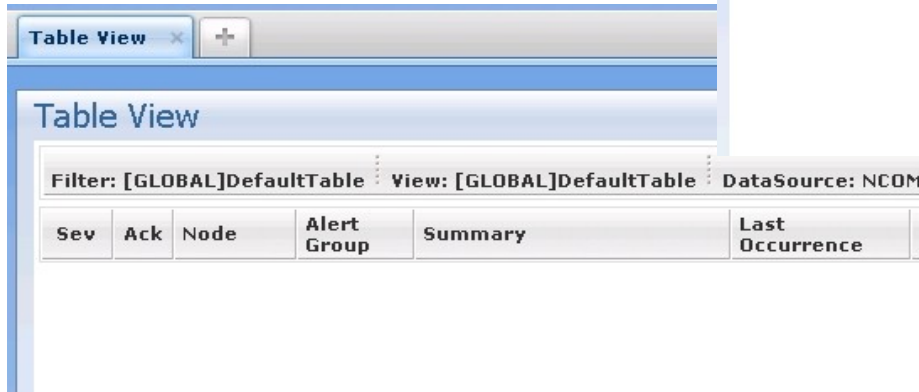 Table View
Table View
Filter: [GLOBAL]DefaultTable View: [GLOBAL]DefaultTable DataSource: NCOM
Sev Ack Node Alert Group Summary Last Occurrence